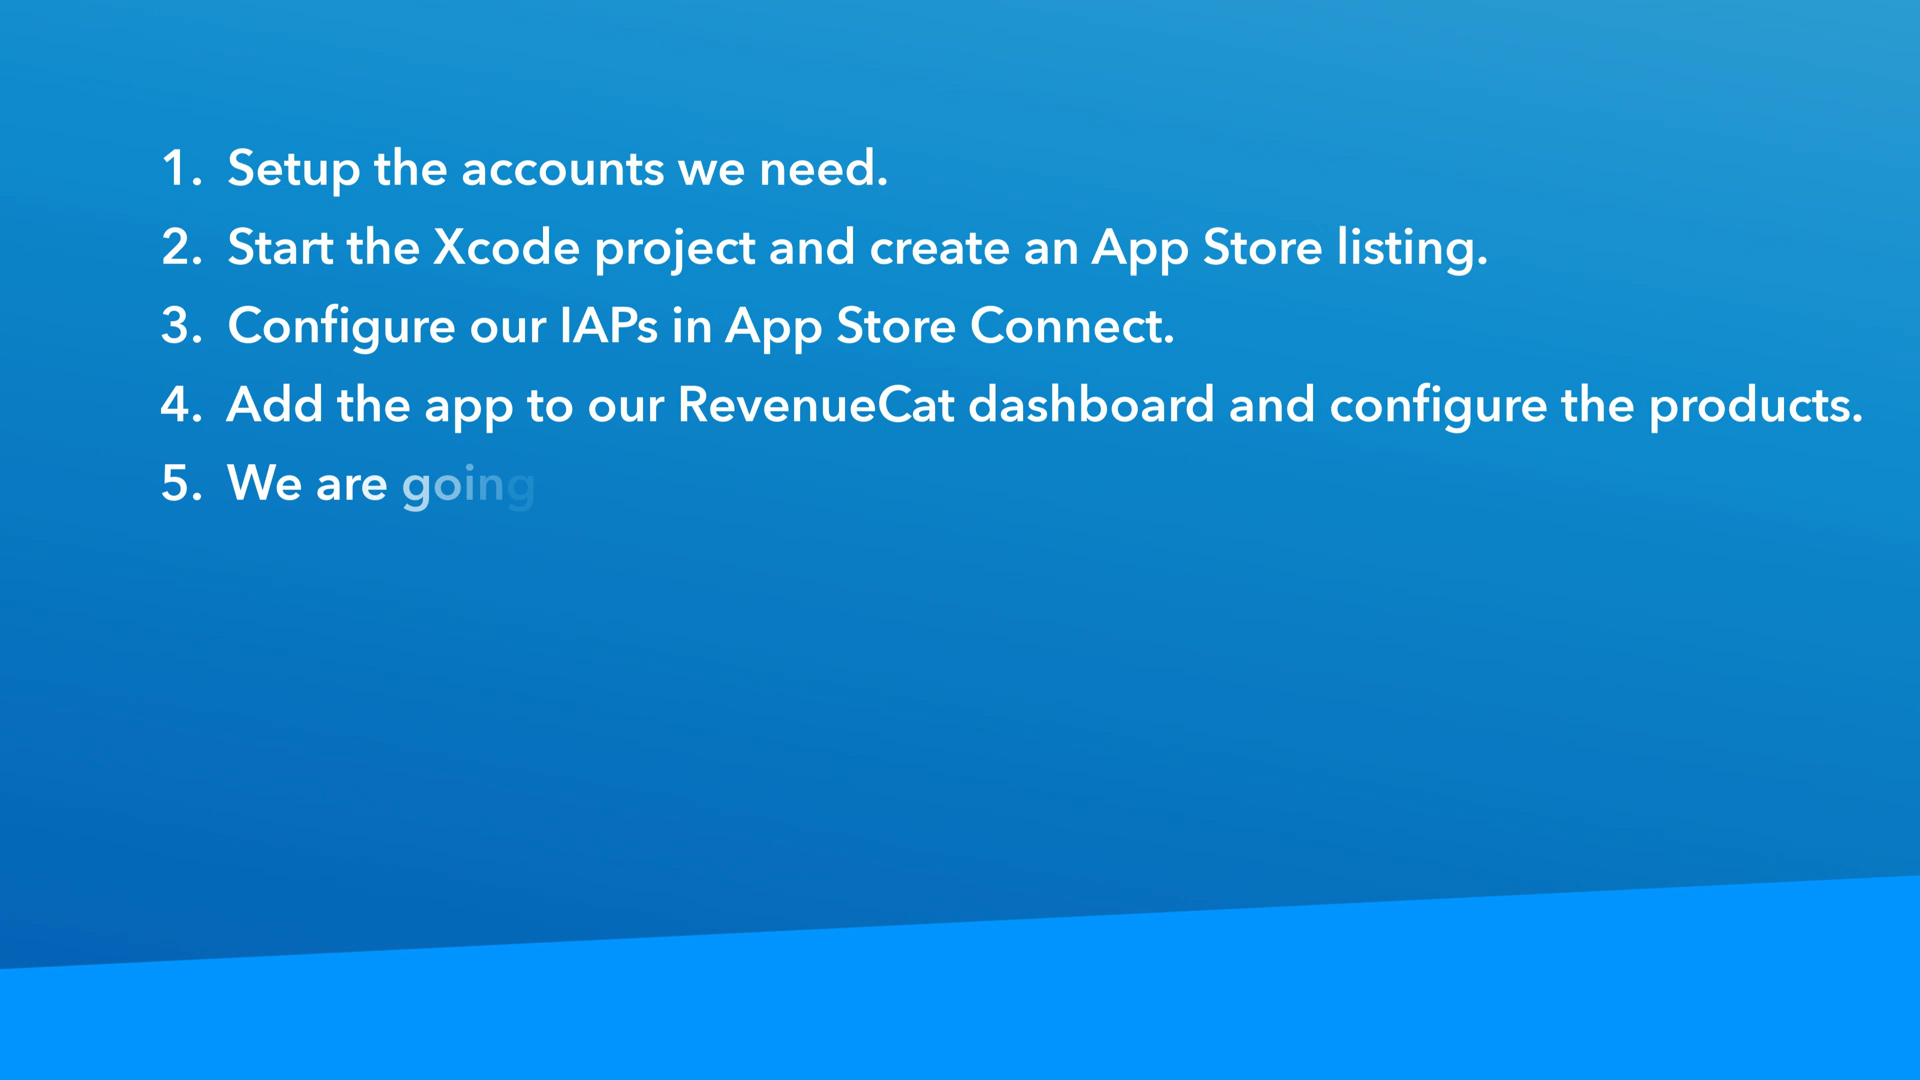 1. Setup the accounts we need.
2. Start the Xcode project and create an App Store listing.
3. Configure our IAPs in App Store Connect.
4. Add the app to our RevenueCat dashboard and configure the products.
5. We are going